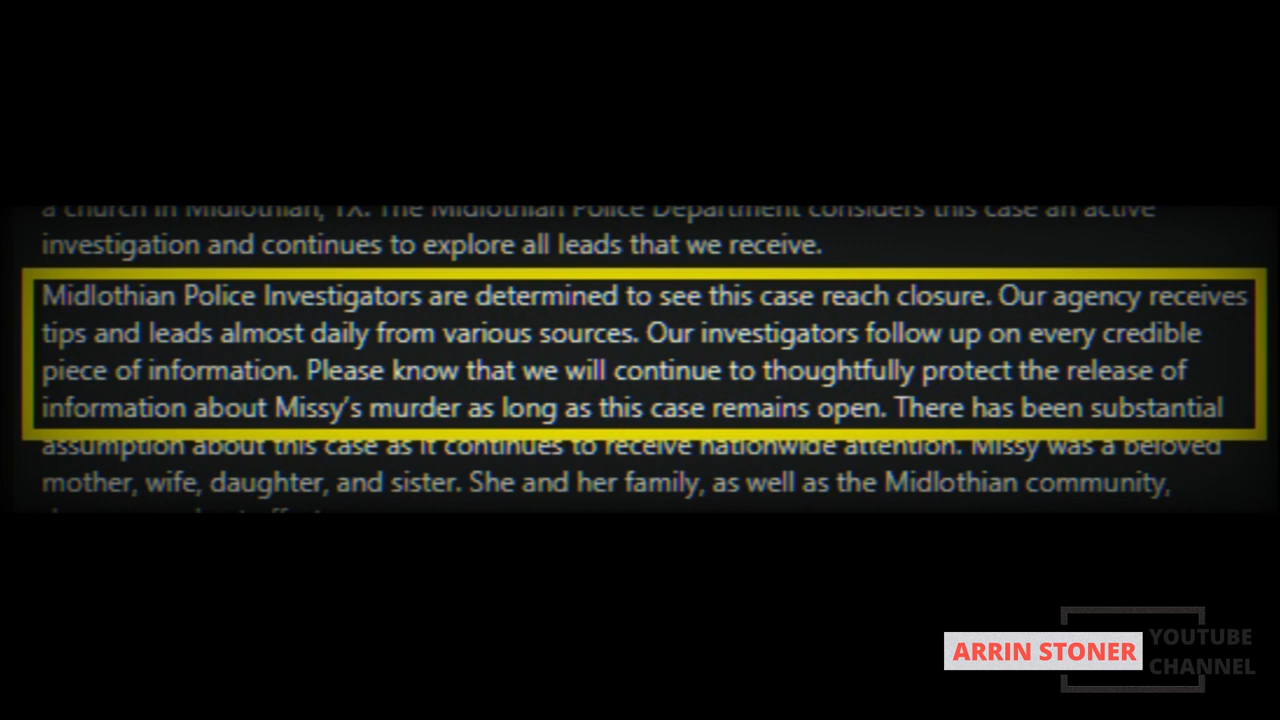 a church in Midlothian, TX. The Midlothian Police Department considers this case an active
investigation and continues to explore all leads that we receive.
Midlothian Police Investigators are determined to see this case reach closure. Our agency receives
tips and leads almost daily from various sources. Our investigators follow up on every credible
piece of information. Please know that we will continue to thoughtfully protect the release of
information about Missy’s murder as long as this case remains open. There has been substantial
assumption about this case as it continues to receive nationwide attention. Missy was a beloved
mother, wife, daughter, and sister. She and her family, as well as the Midlothian community,
ARRIN STONER
YOUTUBE
CHANNEL